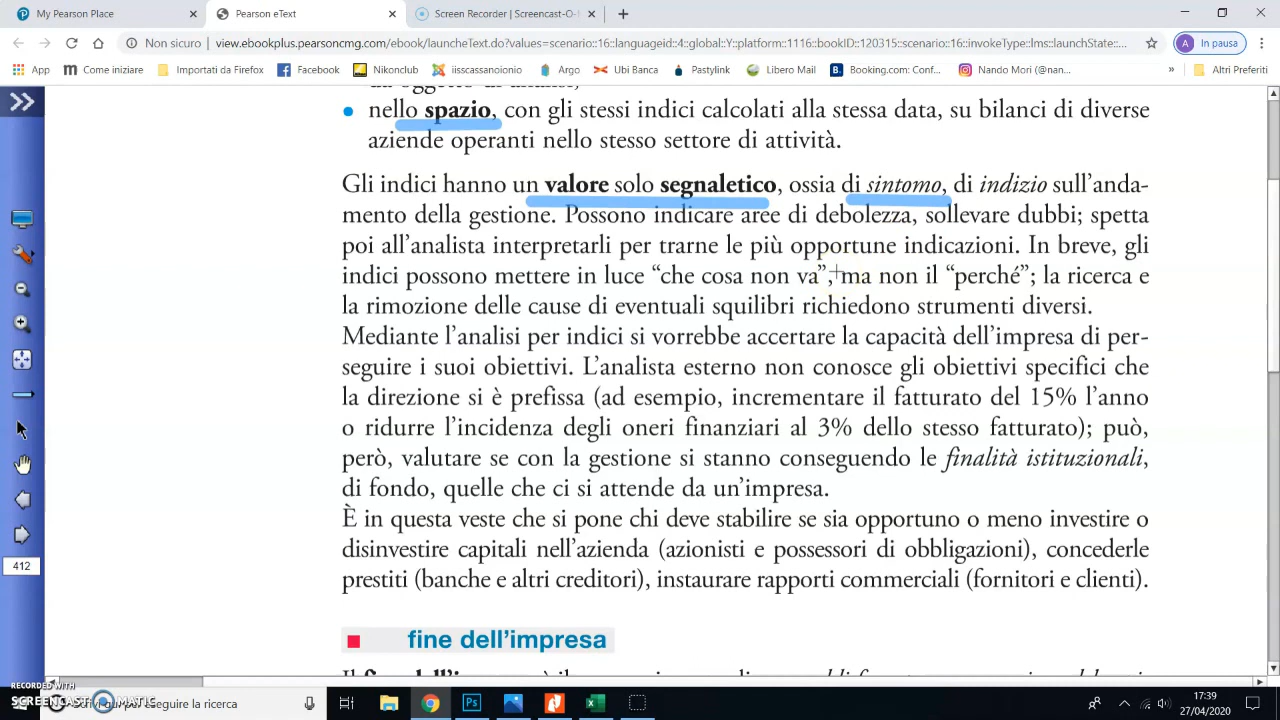 My Pearson Place
Pearson eText
Screen Recorder | Screencast-O-
Non sicuro | view.ebookplus.pearsoncmg.com/ebook/launcheText.do?values=scenario::16::languageid::4::global::Y::platform::1116::bookID::120315::scenario::16::invokeType::lms::launchState::...
In pausa
App
Come iniziare
Importati da Firefox
Facebook
Nikonclub
iisscassanoionio
Argo
Ubi Banca
Pastylink
Libero Mail
Booking.com: Conf...
Nando Mori (@nan...
»
Altri Preferiti
• nello spazio, con gli stessi indici calcolati alla stessa data, su bilanci di diverse
aziende operanti nello stesso settore di attività.
Gli indici hanno un valore solo segnaletico, ossia di sintomo, di indizio sull'anda-
mento della gestione. Possono indicare aree di debolezza, sollevare dubbi; spetta
poi all'analista interpretarli per trarne le più opportune indicazioni. In breve, gli
indici possono mettere in luce “che cosa non va”, ma non il “perché”; la ricerca e
la rimozione delle cause di eventuali squilibri richiedono strumenti diversi.
Mediante l'analisi per indici si vorrebbe accertare la capacità dell'impresa di per-
seguire i suoi obiettivi. L'analista esterno non conosce gli obiettivi specifici che
la direzione si è prefissa (ad esempio, incrementare il fatturato del 15% l'anno
o ridurre l'incidenza degli oneri finanziari al 3% dello stesso fatturato); può,
però, valutare se con la gestione si stanno conseguendo le finalità istituzionali,
di fondo, quelle che ci si attende da un'impresa.
È in questa veste che si pone chi deve stabilire se sia opportuno o meno investire o
disinvestire capitali nell'azienda (azionisti e possessori di obbligazioni), concederle
prestiti (banche e altri creditori), instaurare rapporti commerciali (fornitori e clienti).
412
fine dell'impresa
RECORDED WITH
SCREENCAST MATIC
per eseguire la ricerca
17:39
27/04/2020